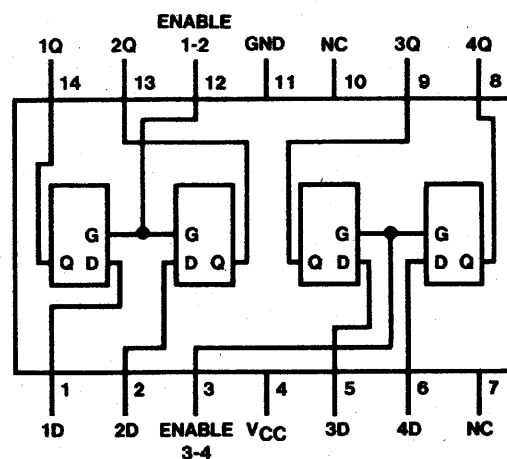 ENABLE
1Q 2Q 1-2 GND NC 3Q 4Q
14 13 12 11 10 9 8
G G G G
Q D D Q Q D D Q
1 2 3 4 5 6 7
1D 2D ENABLE VCC 3D 4D NC
3-4